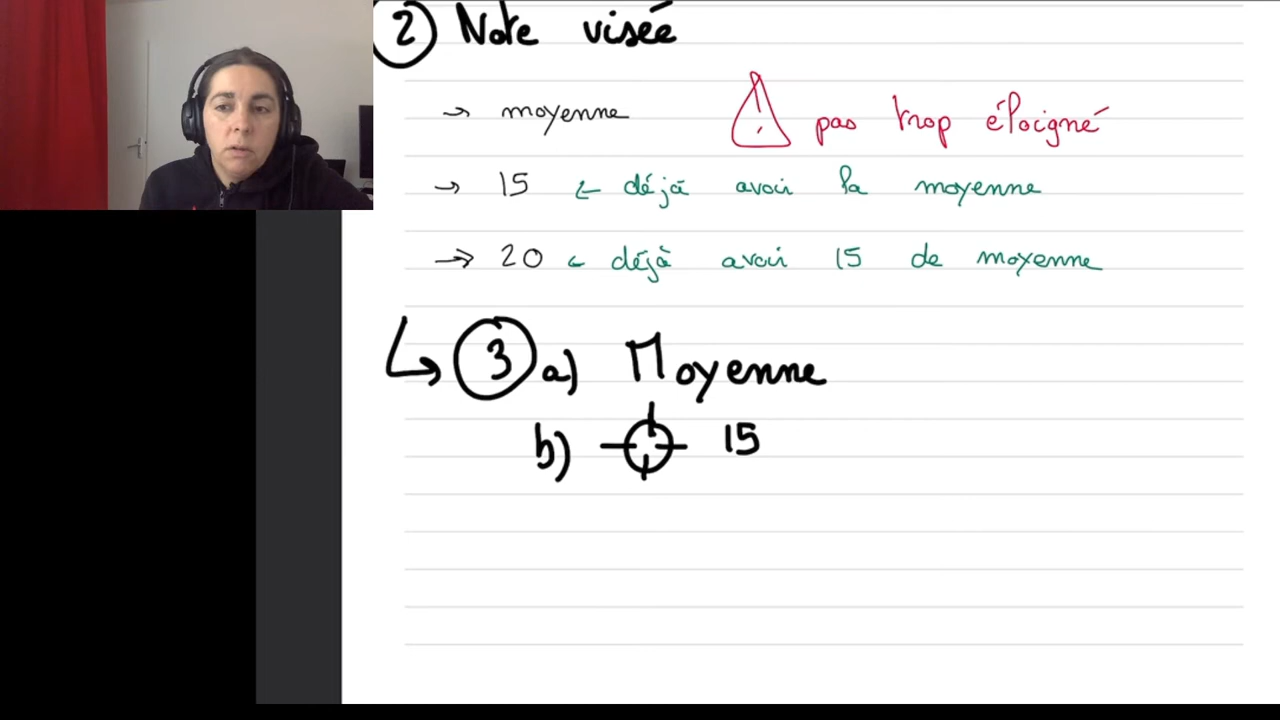 2 Note visée
→ moyenne ! pas trop éloigné
→ 15 ← déjà avoir la moyenne
→ 20 ← déjà avoir 15 de moyenne
↳ 3 a) Moyenne
b) 15